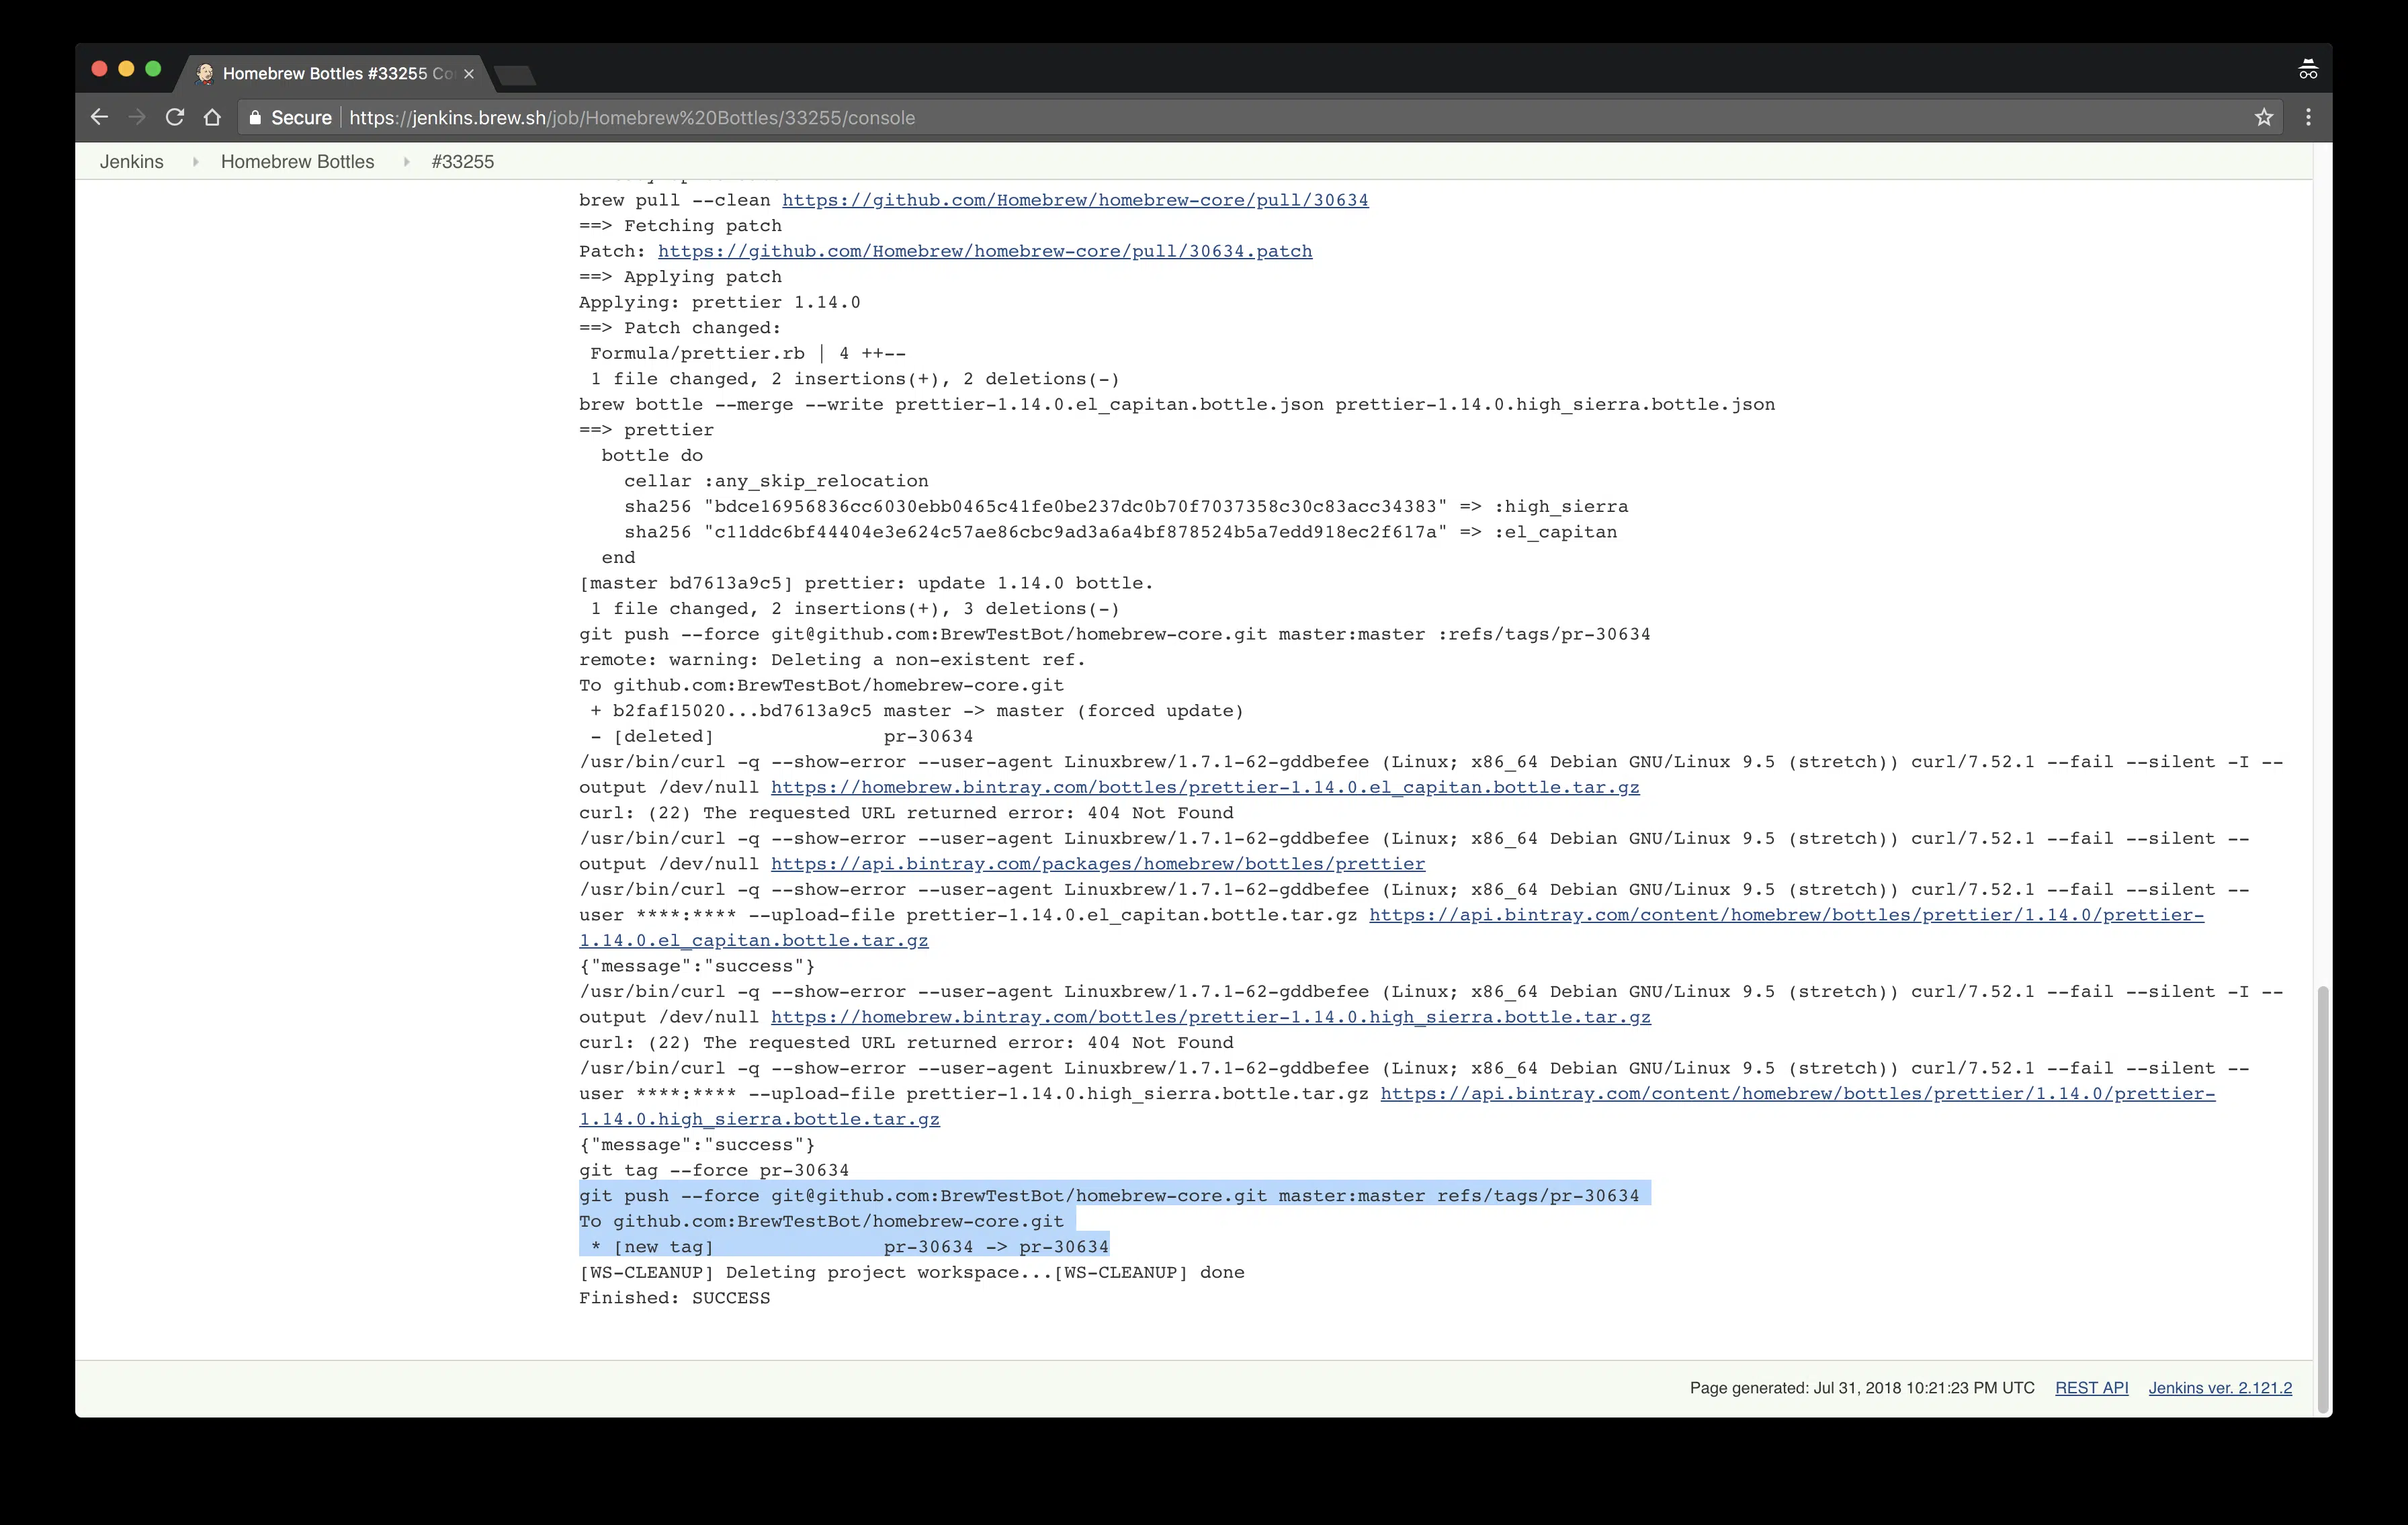 Homebrew Bottles #33255 Co
Secure https://jenkins.brew.sh/job/Homebrew%20Bottles/33255/console
Jenkins Homebrew Bottles #33255
brew pull --clean https://github.com/Homebrew/homebrew-core/pull/30634
==> Fetching patch
Patch: https://github.com/Homebrew/homebrew-core/pull/30634.patch
==> Applying patch
Applying: prettier 1.14.0
==> Patch changed:
 Formula/prettier.rb | 4 ++--
 1 file changed, 2 insertions(+), 2 deletions(-)
brew bottle --merge --write prettier-1.14.0.el_capitan.bottle.json prettier-1.14.0.high_sierra.bottle.json
==> prettier
  bottle do
    cellar :any_skip_relocation
    sha256 "bdce16956836cc6030ebb0465c41fe0be237dc0b70f7037358c30c83acc34383" => :high_sierra
    sha256 "c11ddc6bf44404e3e624c57ae86cbc9ad3a6a4bf878524b5a7edd918ec2f617a" => :el_capitan
  end
[master bd7613a9c5] prettier: update 1.14.0 bottle.
 1 file changed, 2 insertions(+), 3 deletions(-)
git push --force git@github.com:BrewTestBot/homebrew-core.git master:master :refs/tags/pr-30634
remote: warning: Deleting a non-existent ref.
To github.com:BrewTestBot/homebrew-core.git
 + b2faf15020...bd7613a9c5 master -> master (forced update)
 - [deleted]               pr-30634
/usr/bin/curl -q --show-error --user-agent Linuxbrew/1.7.1-62-gddbefee (Linux; x86_64 Debian GNU/Linux 9.5 (stretch)) curl/7.52.1 --fail --silent -I --
output /dev/null https://homebrew.bintray.com/bottles/prettier-1.14.0.el_capitan.bottle.tar.gz
curl: (22) The requested URL returned error: 404 Not Found
/usr/bin/curl -q --show-error --user-agent Linuxbrew/1.7.1-62-gddbefee (Linux; x86_64 Debian GNU/Linux 9.5 (stretch)) curl/7.52.1 --fail --silent --
output /dev/null https://api.bintray.com/packages/homebrew/bottles/prettier
/usr/bin/curl -q --show-error --user-agent Linuxbrew/1.7.1-62-gddbefee (Linux; x86_64 Debian GNU/Linux 9.5 (stretch)) curl/7.52.1 --fail --silent --
user ****:**** --upload-file prettier-1.14.0.el_capitan.bottle.tar.gz https://api.bintray.com/content/homebrew/bottles/prettier/1.14.0/prettier-
1.14.0.el_capitan.bottle.tar.gz
{"message":"success"}
/usr/bin/curl -q --show-error --user-agent Linuxbrew/1.7.1-62-gddbefee (Linux; x86_64 Debian GNU/Linux 9.5 (stretch)) curl/7.52.1 --fail --silent -I --
output /dev/null https://homebrew.bintray.com/bottles/prettier-1.14.0.high_sierra.bottle.tar.gz
curl: (22) The requested URL returned error: 404 Not Found
/usr/bin/curl -q --show-error --user-agent Linuxbrew/1.7.1-62-gddbefee (Linux; x86_64 Debian GNU/Linux 9.5 (stretch)) curl/7.52.1 --fail --silent --
user ****:**** --upload-file prettier-1.14.0.high_sierra.bottle.tar.gz https://api.bintray.com/content/homebrew/bottles/prettier/1.14.0/prettier-
1.14.0.high_sierra.bottle.tar.gz
{"message":"success"}
git tag --force pr-30634
git push --force git@github.com:BrewTestBot/homebrew-core.git master:master refs/tags/pr-30634
To github.com:BrewTestBot/homebrew-core.git
 * [new tag]               pr-30634 -> pr-30634
[WS-CLEANUP] Deleting project workspace...[WS-CLEANUP] done
Finished: SUCCESS
Page generated: Jul 31, 2018 10:21:23 PM UTC REST API Jenkins ver. 2.121.2